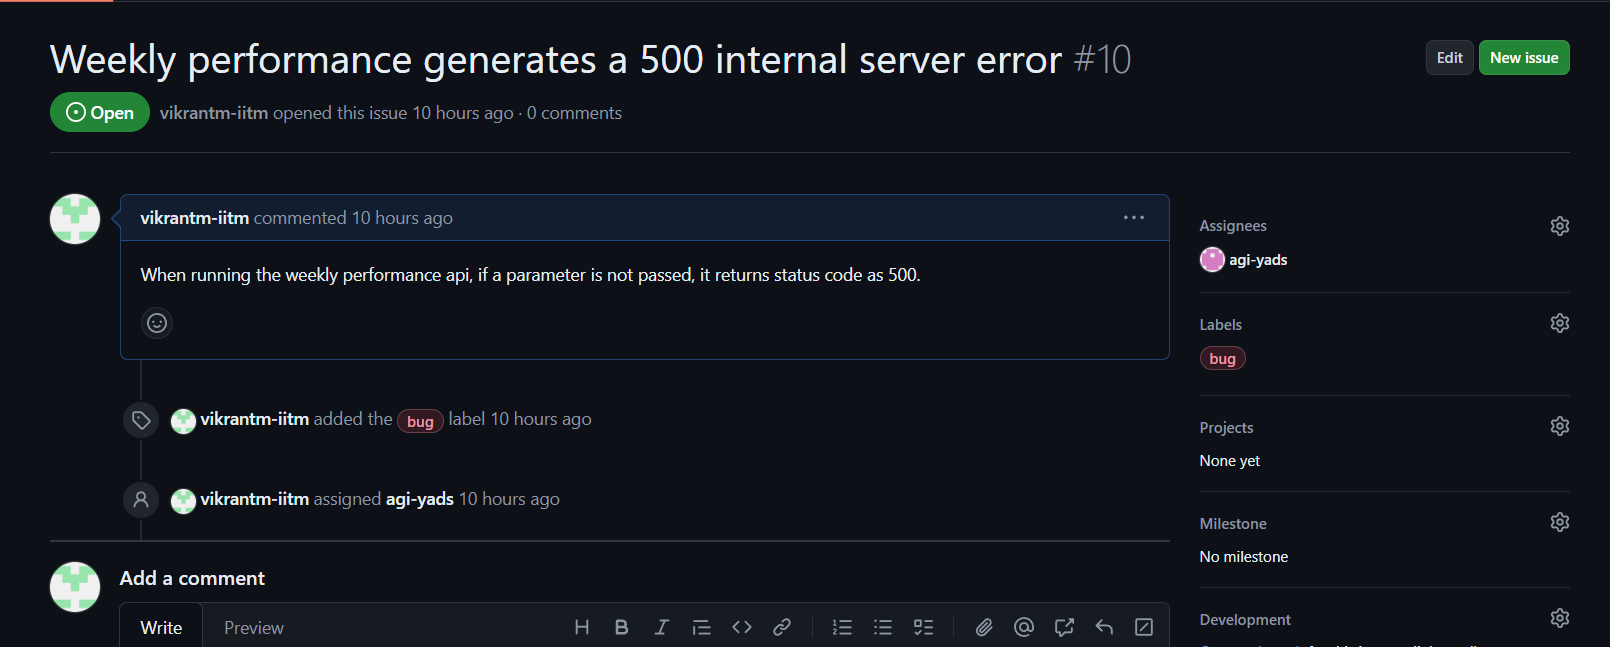 Weekly performance generates a 500 internal server error #10
Edit
New issue
Open
vikrantm-iitm opened this issue 10 hours ago · 0 comments
vikrantm-iitm commented 10 hours ago
When running the weekly performance api, if a parameter is not passed, it returns status code as 500.
vikrantm-iitm added the bug label 10 hours ago
vikrantm-iitm assigned agi-yads 10 hours ago
Add a comment
Write
Preview
Assignees
agi-yads
Labels
bug
Projects
None yet
Milestone
No milestone
Development